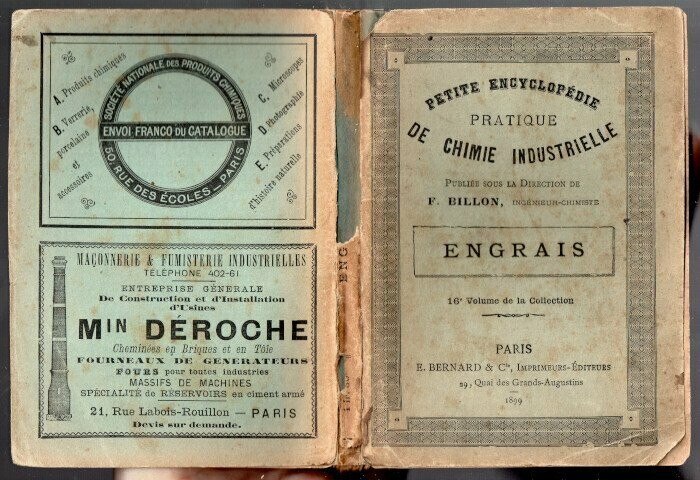 SOCIÉTÉ NATIONALE DES PRODUITS CHIMIQUES
ENVOI FRANCO DU CATALOGUE
50, RUE DES ÉCOLES — PARIS
A. Produits chimiques
B. Verrerie,
porcelaine
et
accessoires
C. Microscopes
D. Photographie
E. Préparations
d'histoire naturelle
MAÇONNERIE & FUMISTERIE INDUSTRIELLES
TÉLÉPHONE 402-61
ENTREPRISE GÉNÉRALE
De Construction et d'Installation
d'Usines
MIN DÉROCHE
Cheminées en Briques et en Tôle
FOURNEAUX DE GÉNÉRATEURS
FOURS pour toutes industries
MASSIFS DE MACHINES
SPÉCIALITÉ DE RÉSERVOIRS en ciment armé
21, Rue Labois-Rouillon — PARIS
Devis sur demande.
ENG
PETITE ENCYCLOPÉDIE
PRATIQUE
DE CHIMIE INDUSTRIELLE
PUBLIÉE SOUS LA DIRECTION DE
F. BILLON, INGÉNIEUR-CHIMISTE
ENGRAIS
16e Volume de la Collection
PARIS
E. BERNARD & Cie, IMPRIMEURS-ÉDITEURS
29, Quai des Grands-Augustins
1899